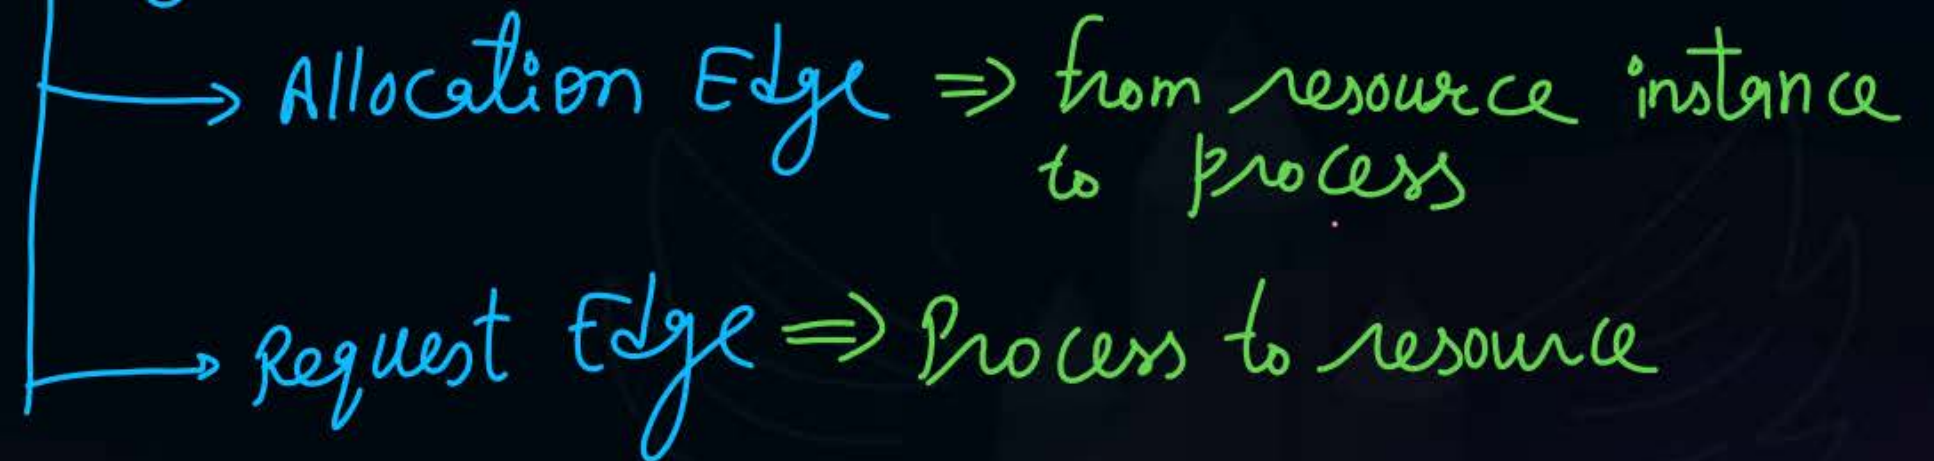 → Allocation Edge ⇒ from resource instance
to process
→ Request Edge ⇒ Process to resource